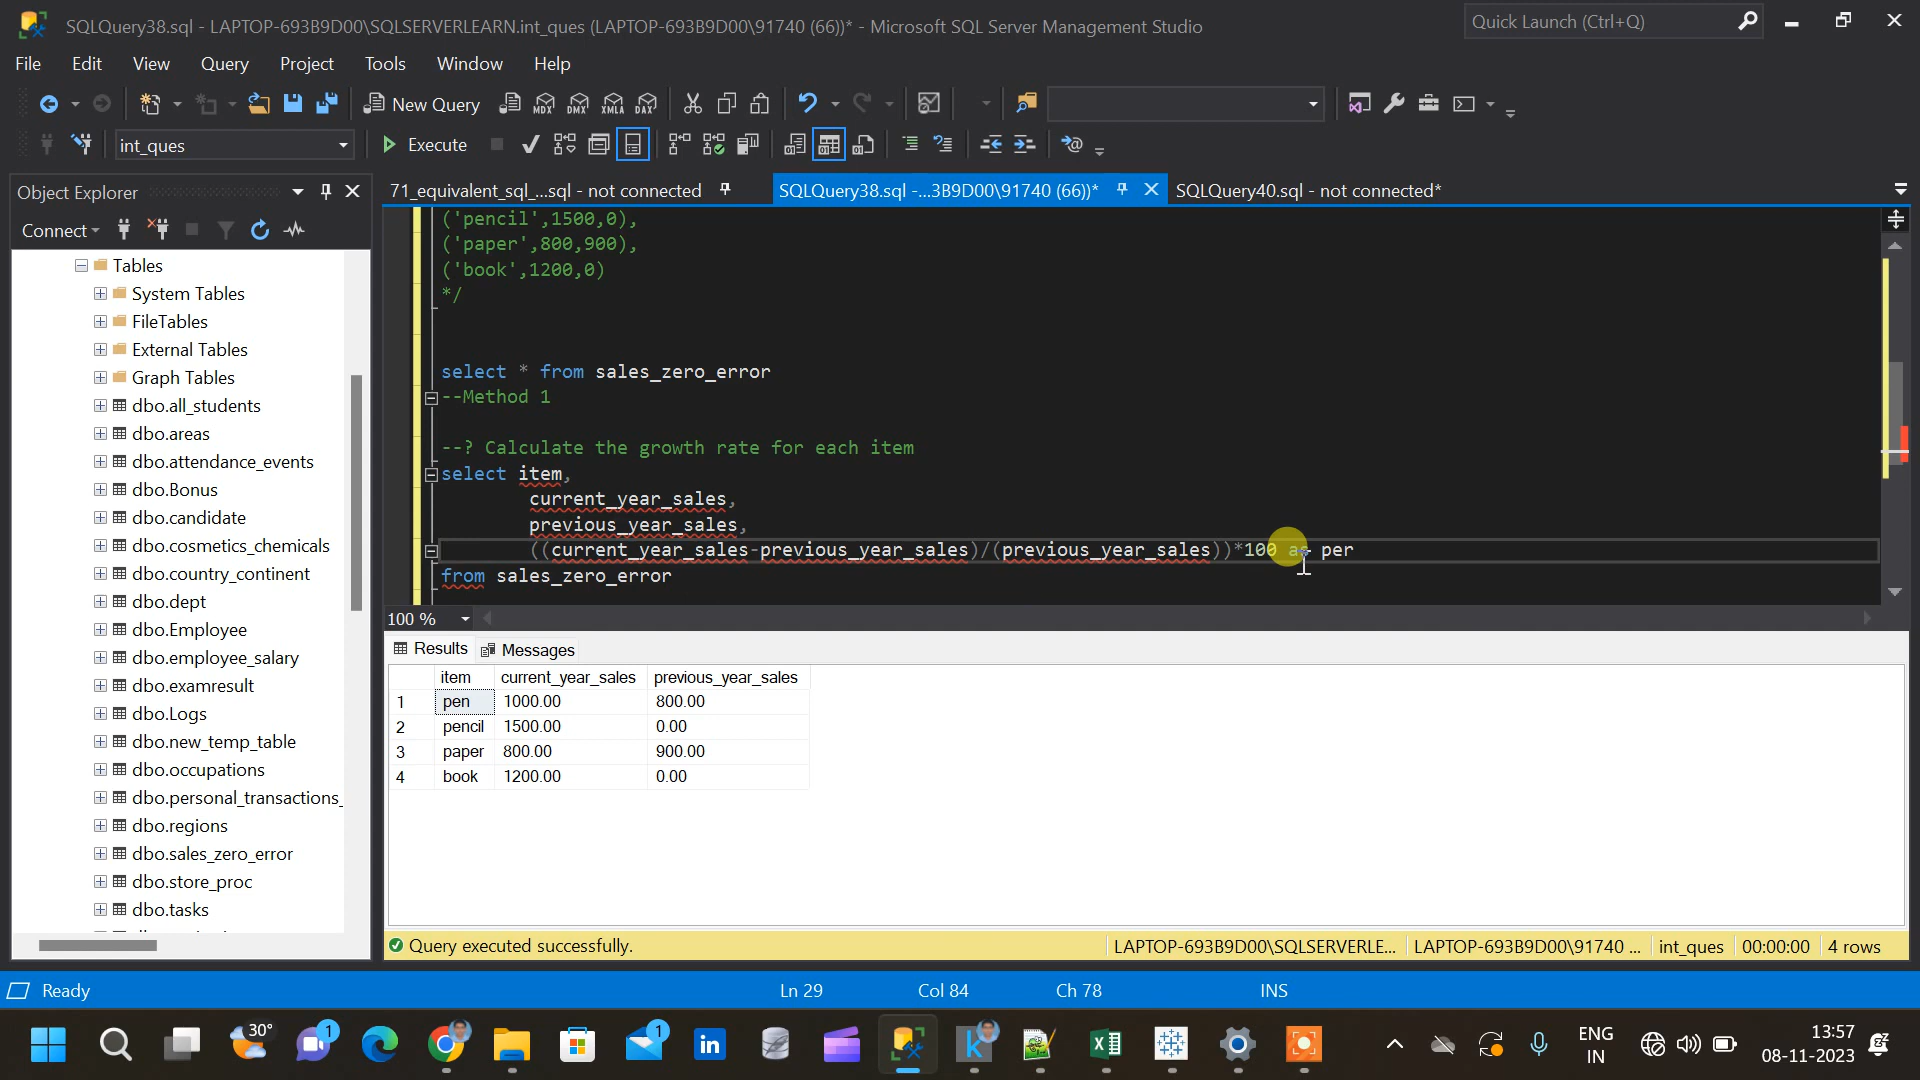 SQLQuery38.sql - LAPTOP-693B9D00\SQLSERVERLEARN.int_ques (LAPTOP-693B9D00\91740 (66))* - Microsoft SQL Server Management Studio
Quick Launch (Ctrl+Q)
File Edit View Query Project Tools Window Help
New Query MDX DMX XMLA DAX
int_ques Execute
Object Explorer
71_equivalent_sql_...sql - not connected
SQLQuery38.sql -...3B9D00\91740 (66))*
SQLQuery40.sql - not connected*
Connect
Tables
System Tables
FileTables
External Tables
Graph Tables
dbo.all_students
dbo.areas
dbo.attendance_events
dbo.Bonus
dbo.candidate
dbo.cosmetics_chemicals
dbo.country_continent
dbo.dept
dbo.Employee
dbo.employee_salary
dbo.examresult
dbo.Logs
dbo.new_temp_table
dbo.occupations
dbo.personal_transactions_
dbo.regions
dbo.sales_zero_error
dbo.store_proc
dbo.tasks
('pencil',1500,0),
('paper',800,900),
('book',1200,0)
*/
select * from sales_zero_error
--Method 1
--? Calculate the growth rate for each item
select item,
current_year_sales,
previous_year_sales,
((current_year_sales-previous_year_sales)/(previous_year_sales))*100 as per
from sales_zero_error
100 %
Results Messages
item current_year_sales previous_year_sales
1 pen 1000.00 800.00
2 pencil 1500.00 0.00
3 paper 800.00 900.00
4 book 1200.00 0.00
Query executed successfully.
LAPTOP-693B9D00\SQLSERVERLE... LAPTOP-693B9D00\91740 ... int_ques 00:00:00 4 rows
Ready Ln 29 Col 84 Ch 78 INS
30° 1 1
ENG
IN
13:57
08-11-2023